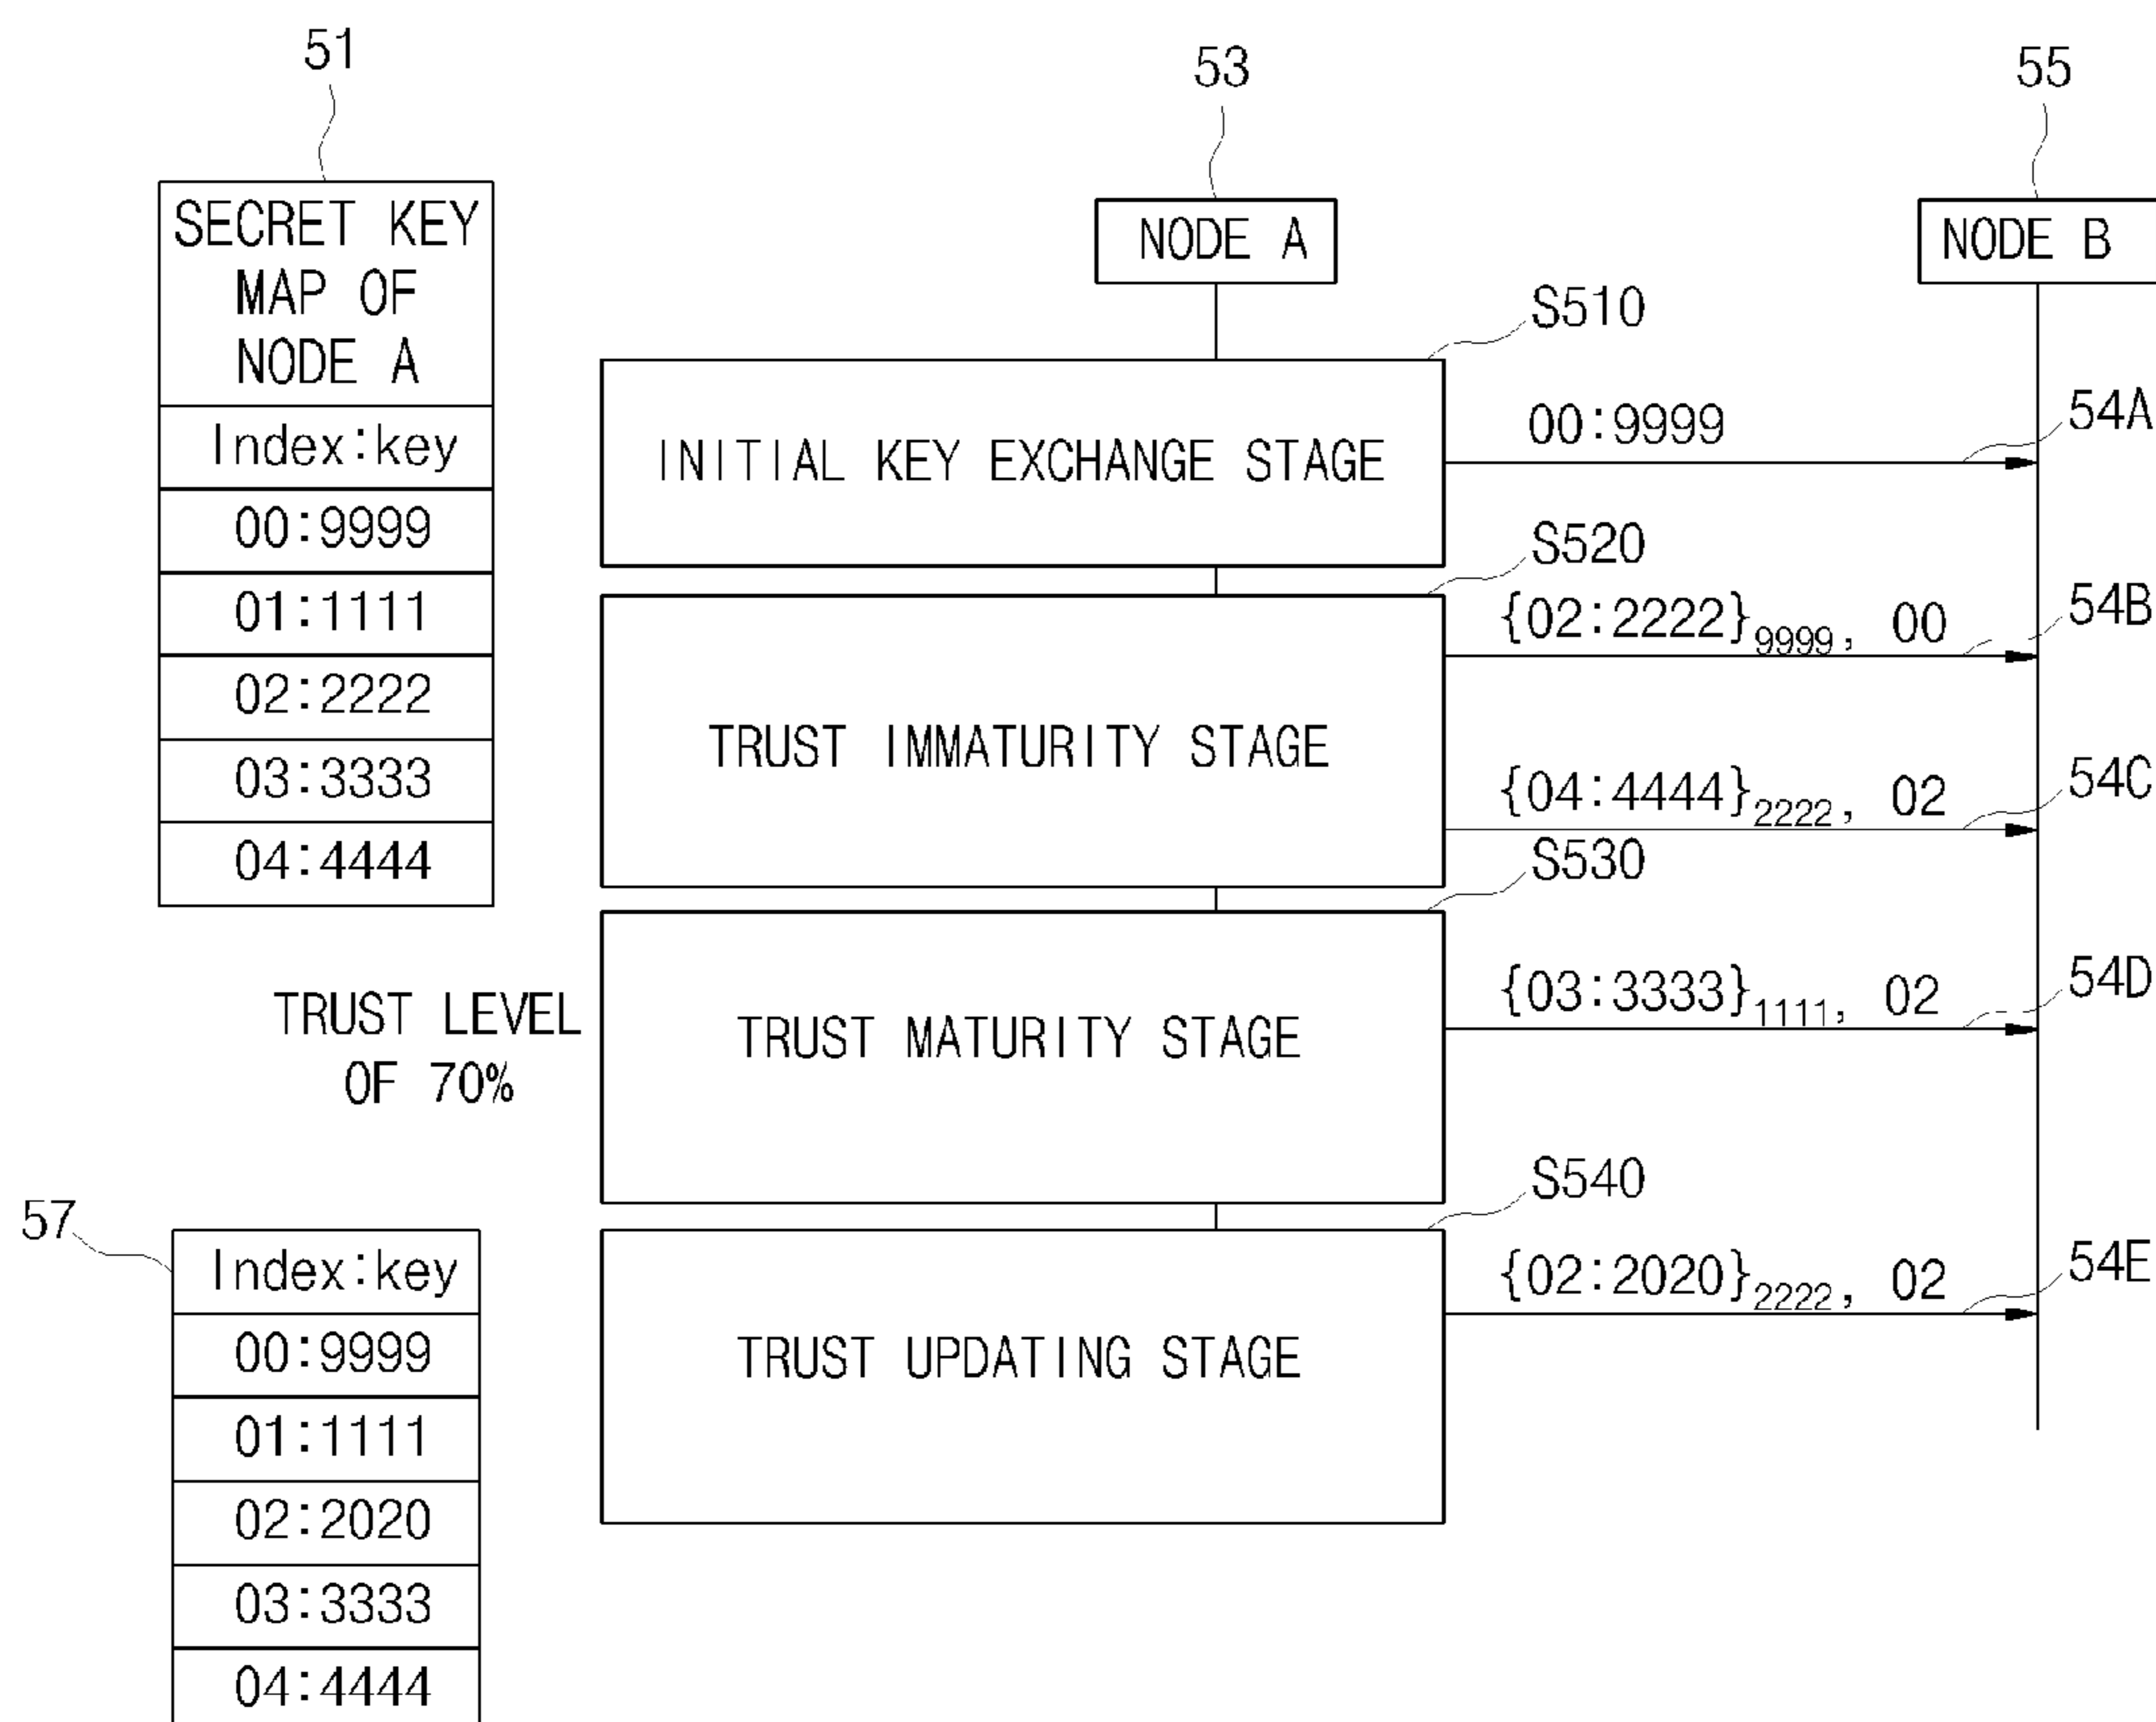 51
53
55
SECRET KEY
MAP OF
NODE A
Index:key
00:9999
01:1111
02:2222
03:3333
04:4444
NODE A
NODE B
S510
INITIAL KEY EXCHANGE STAGE
00:9999
54A
S520
TRUST IMMATURITY STAGE
{02:2222}9999, 00
54B
{04:4444}2222, 02
54C
S530
TRUST LEVEL
OF 70%
TRUST MATURITY STAGE
{03:3333}1111, 02
54D
S540
TRUST UPDATING STAGE
{02:2020}2222, 02
54E
57
Index:key
00:9999
01:1111
02:2020
03:3333
04:4444